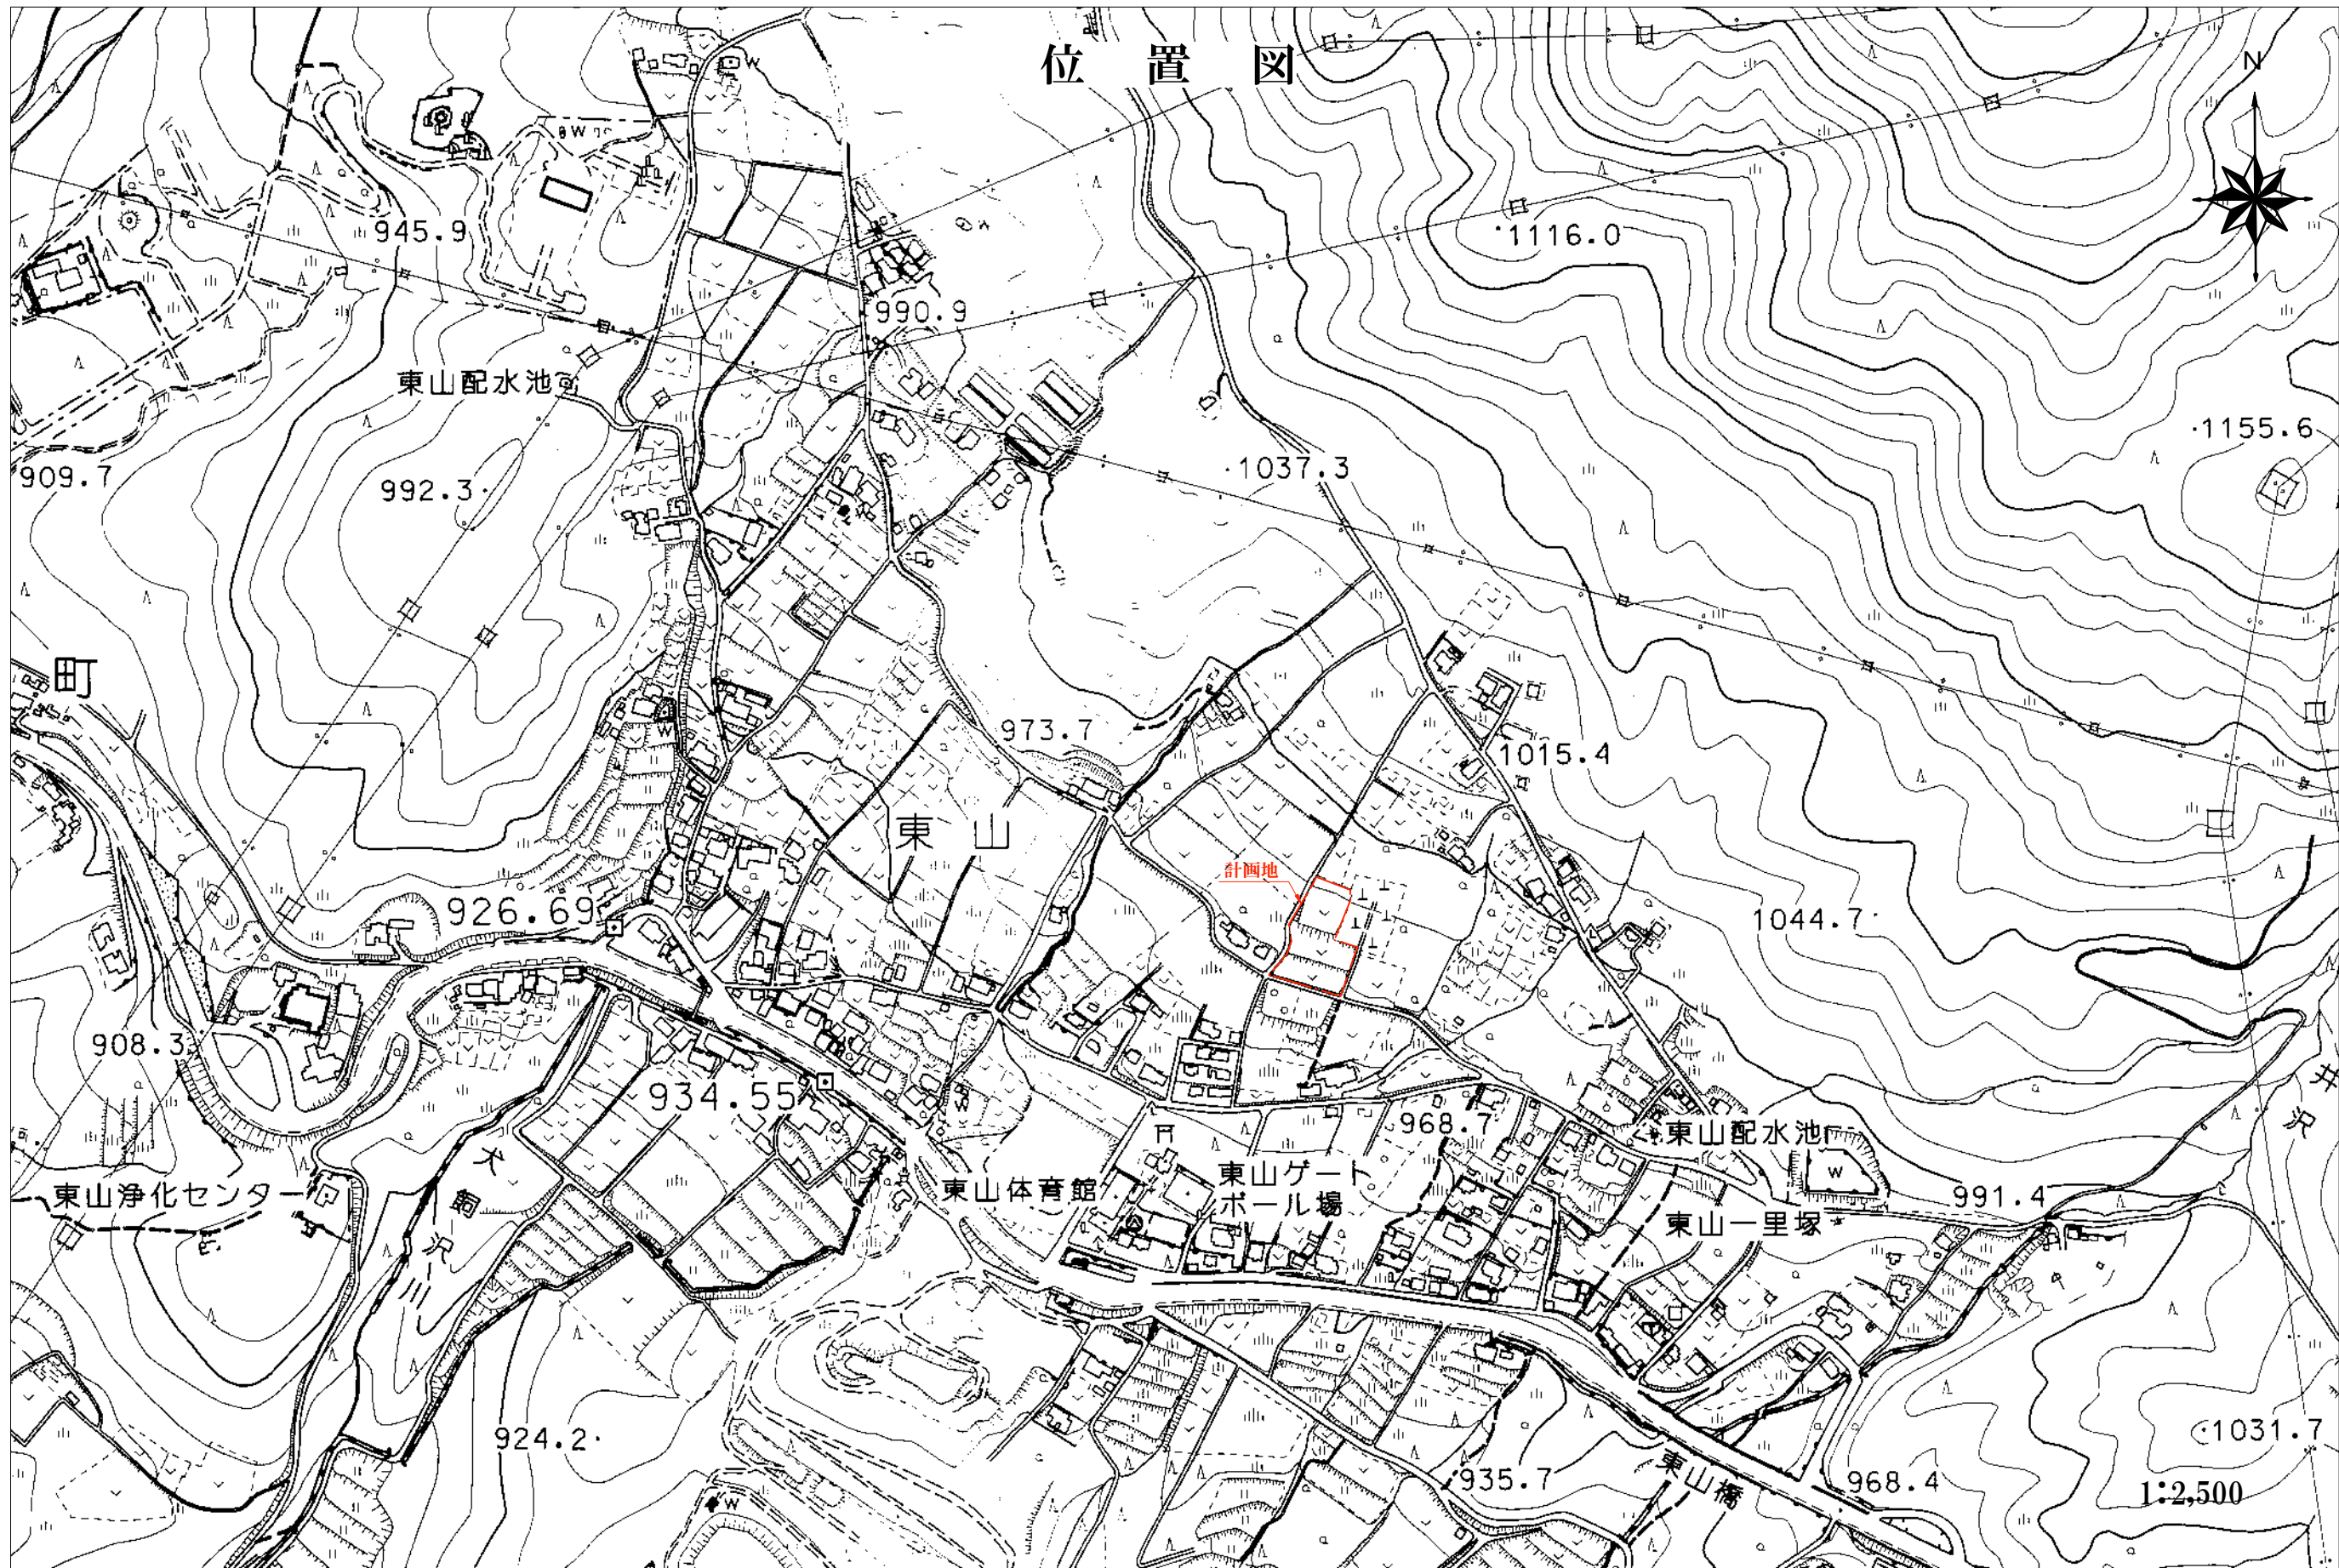 位置図
N
W
W
945.9
1116.0
990.9
東山配水池
1155.6
909.7
992.3
1037.3
町
W
973.7
1015.4
東山
計画地
926.69
1044.7
908.3
934.55
W
968.7
東山配水池
井
沢
W
犬
飼
沢
川
東山浄化センター
東山体育館
東山ゲート
ボール場
991.4
東山一里塚
924.2
935.7
東山橋
968.4
1031.7
W
1:2,500